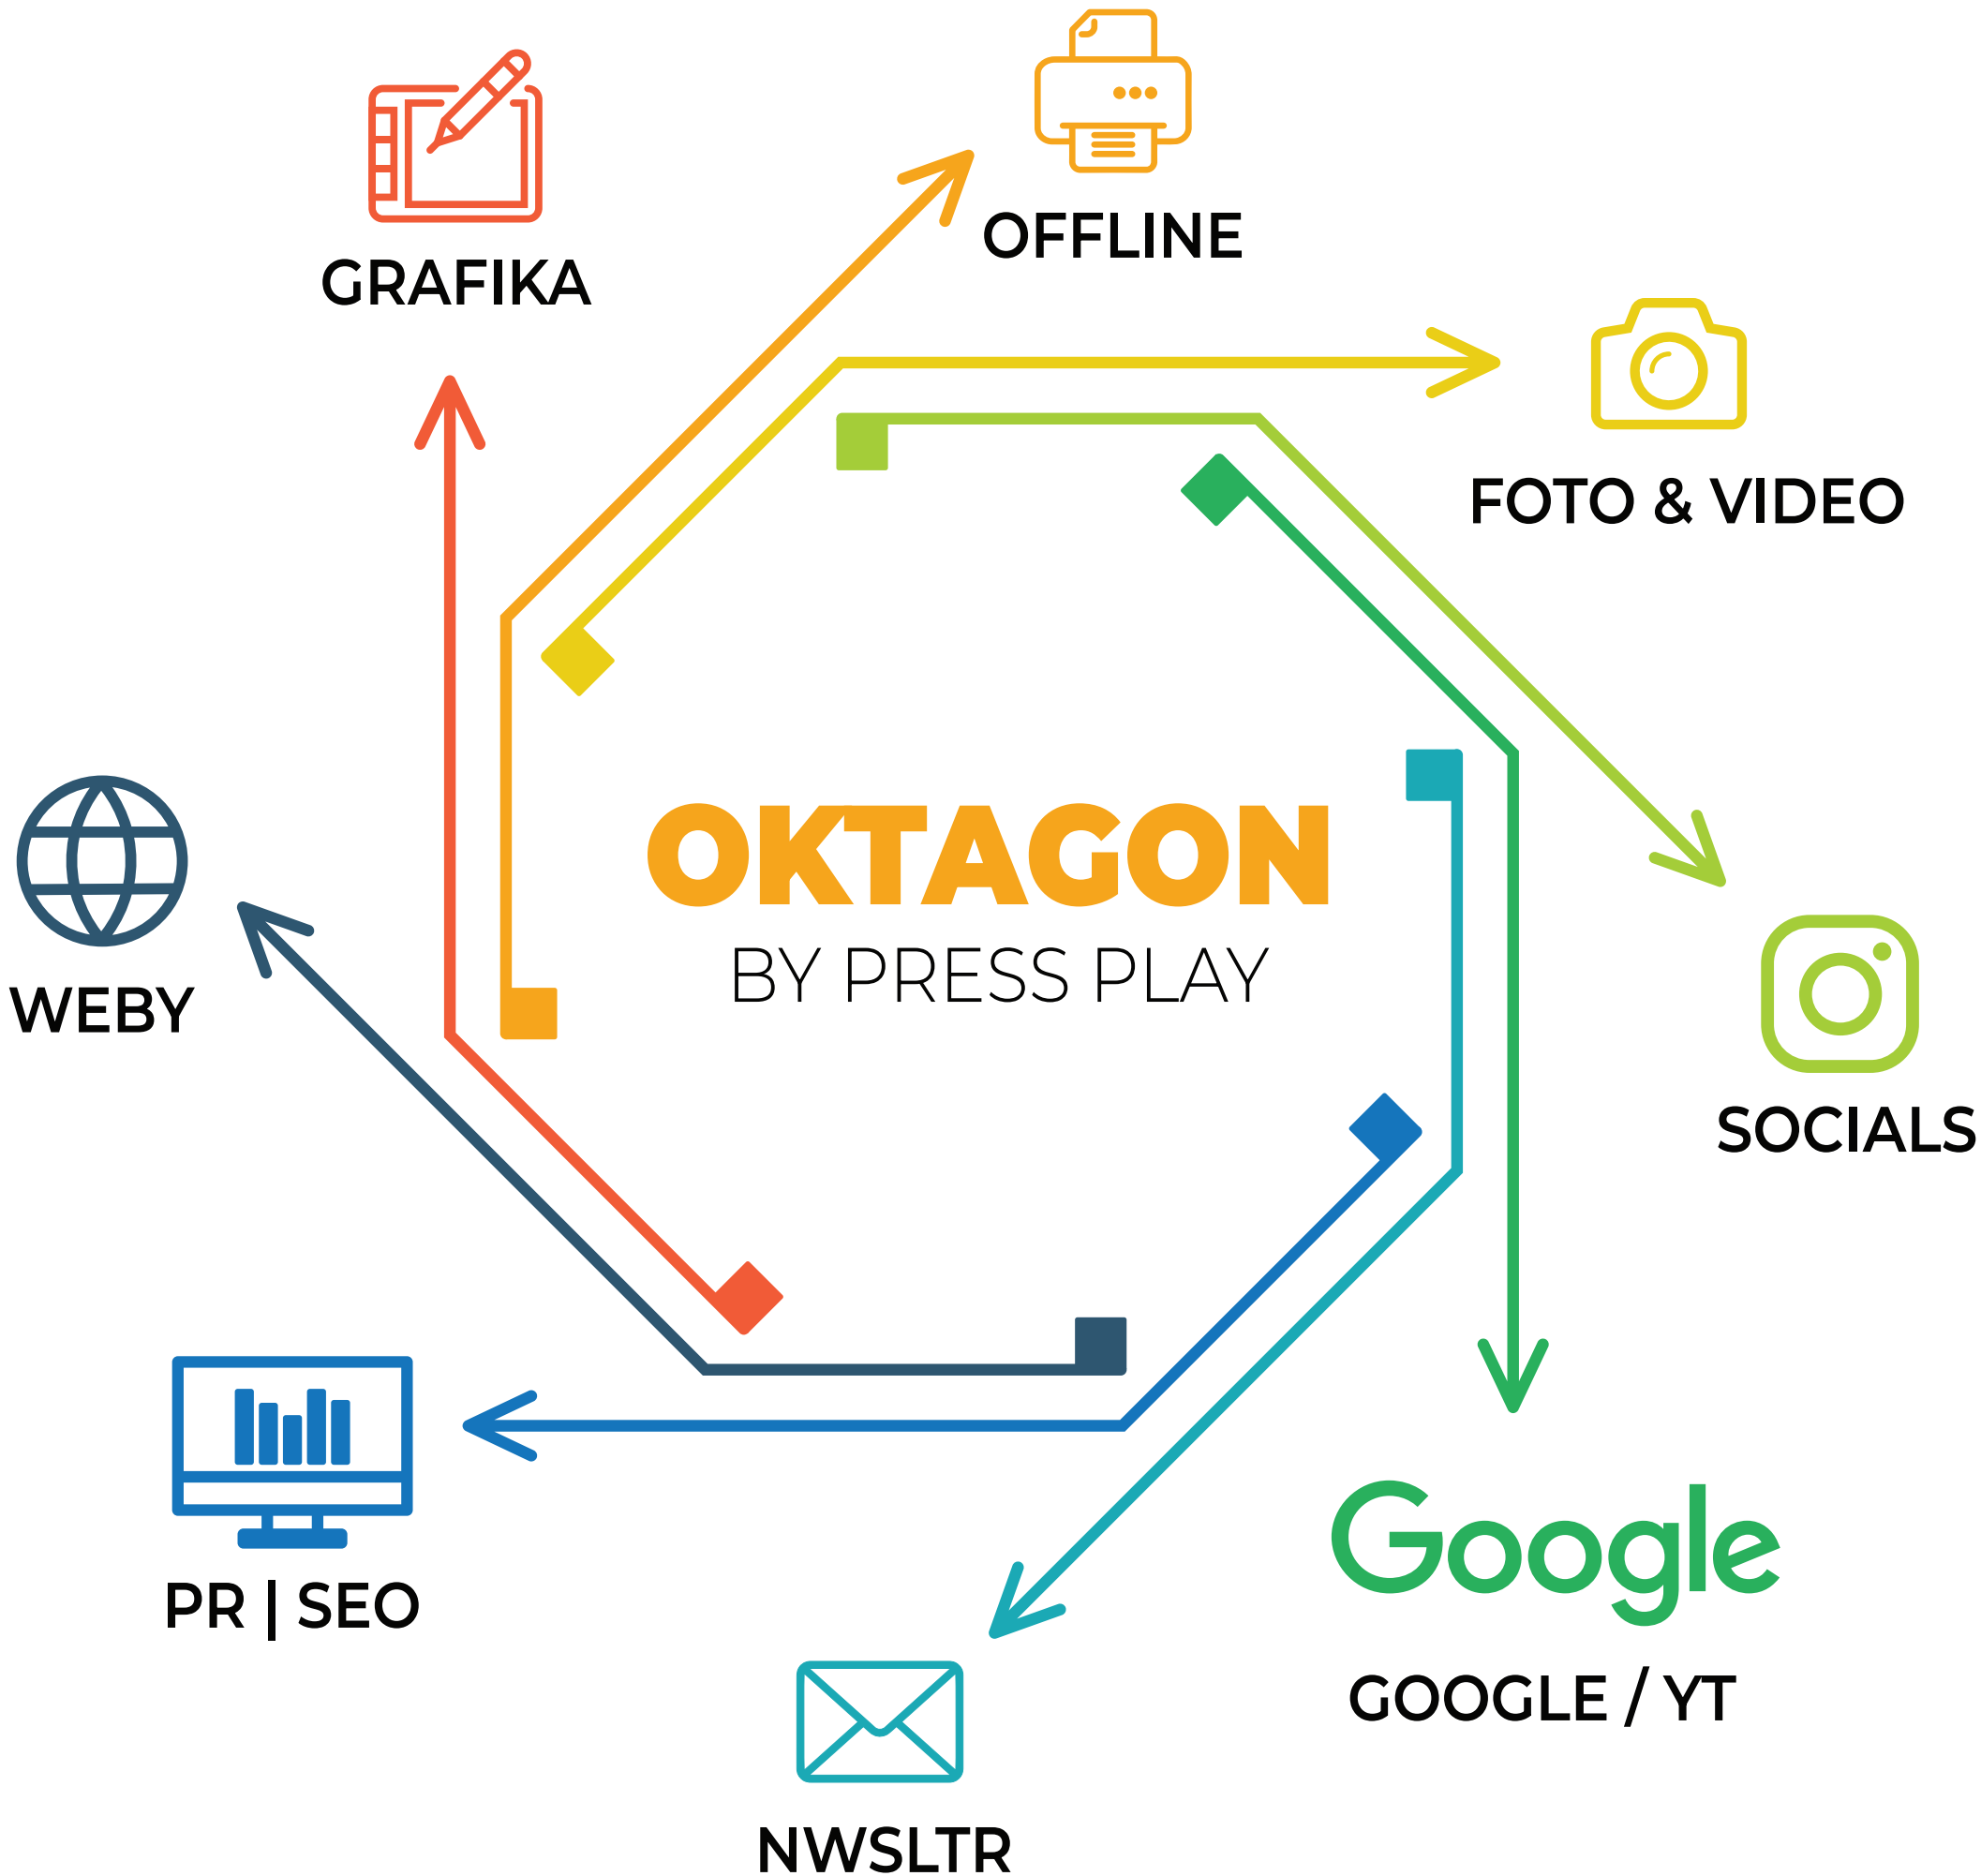 OFFLINE
GRAFIKA
FOTO & VIDEO
OKTAGON
BY PRESS PLAY
WEBY
SOCIALS
Google
PR | SEO
GOOGLE / YT
NWSLTR